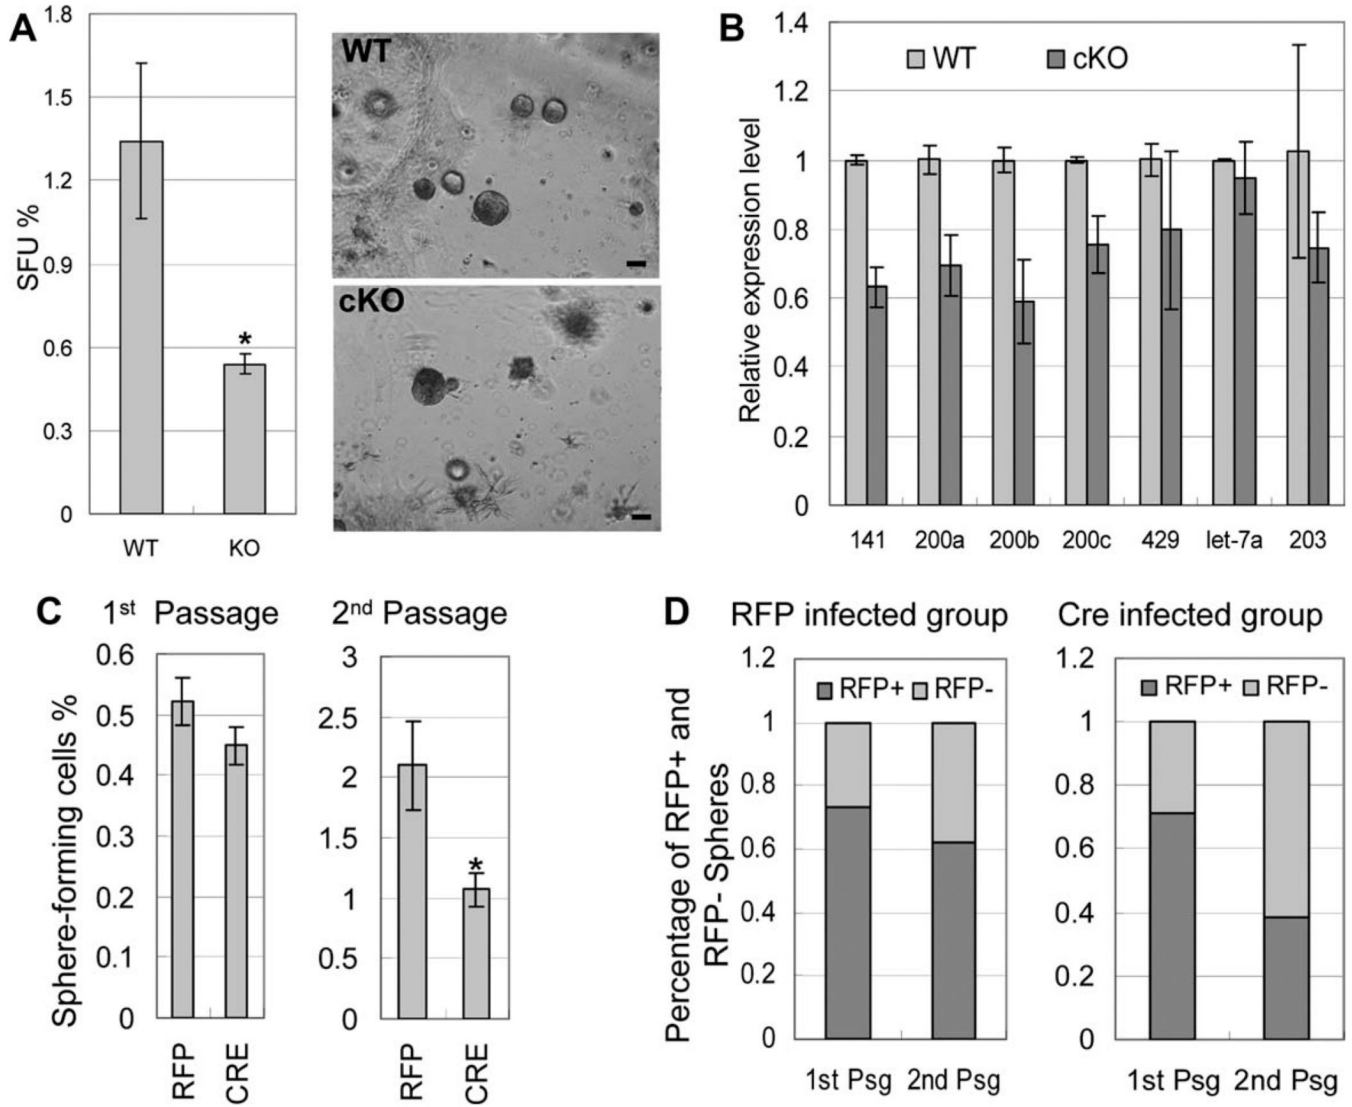 A
1.8
1.5
1.2
0.9
0.6
0.3
0
SFU %
*
WT
KO
WT
cKO
B
1.4
1.2
1
0.8
0.6
0.4
0.2
0
Relative expression level
WT
cKO
141
200a
200b
200c
429
let-7a
203
C
1st Passage
0.6
0.5
0.4
0.3
0.2
0.1
0
Sphere-forming cells %
RFP
CRE
2nd Passage
3
2.5
2
1.5
1
0.5
0
*
RFP
CRE
D
RFP infected group
1.2
1
0.8
0.6
0.4
0.2
0
Percentage of RFP+ and
RFP- Spheres
RFP+
RFP-
1st Psg
2nd Psg
Cre infected group
1.2
1
0.8
0.6
0.4
0.2
0
RFP+
RFP-
1st Psg
2nd Psg